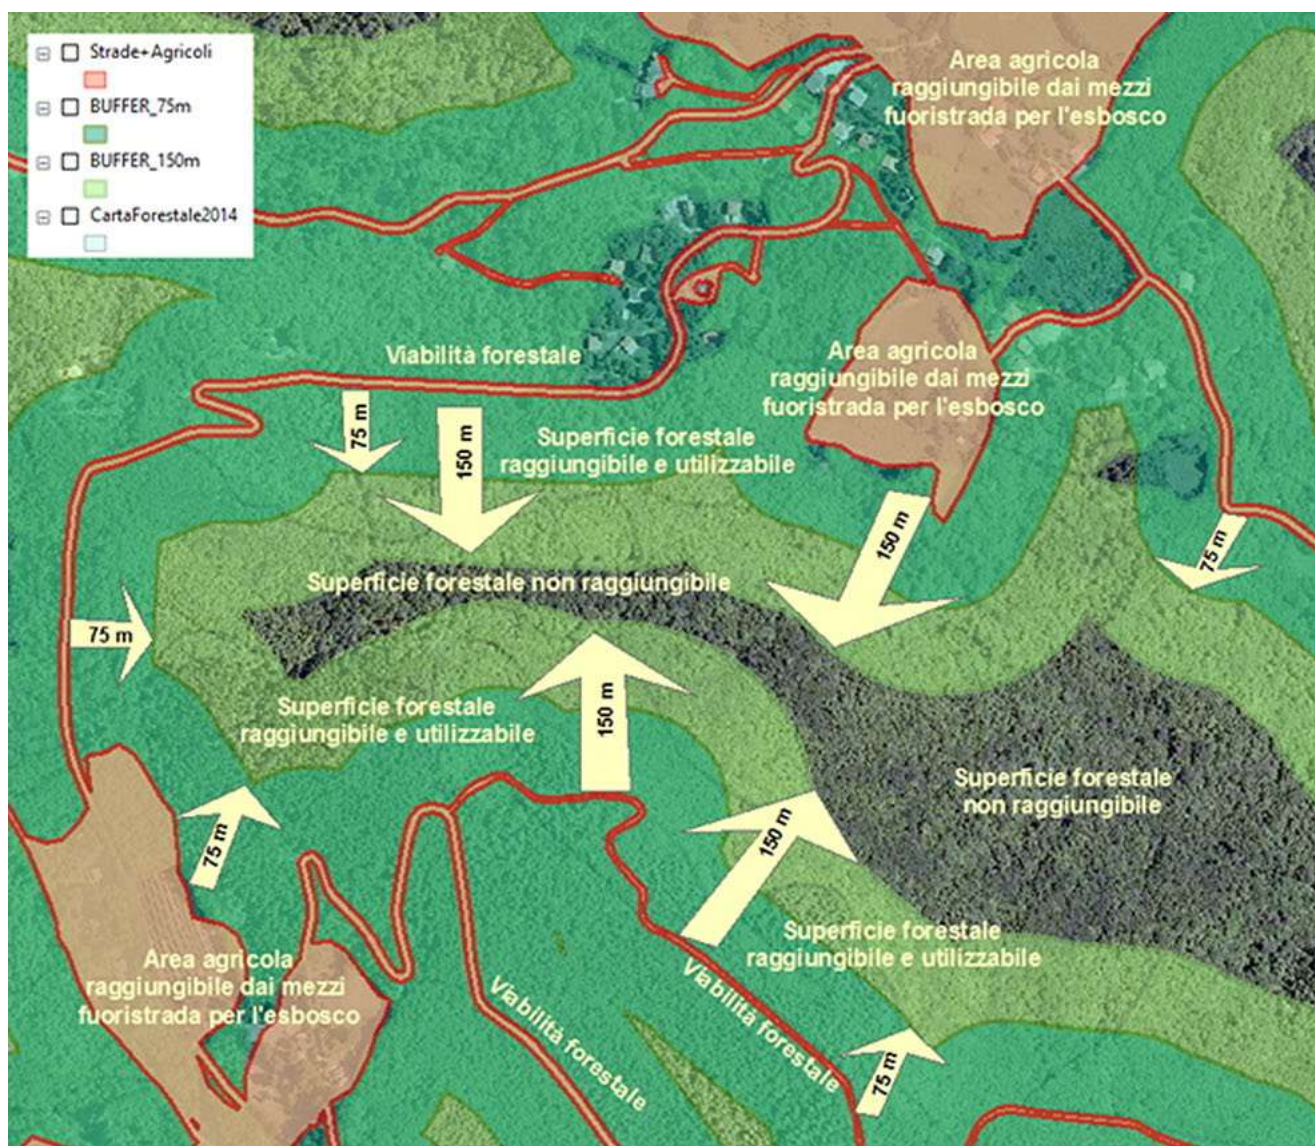 Strade+Agricoli
BUFFER_75m
BUFFER_150m
CartaForestale2014
Area agricola
raggiungibile dai mezzi
fuoristrada per l'esbosco
Viabilità forestale
Area agricola
raggiungibile dai mezzi
fuoristrada per l'esbosco
75 m
150 m
Superficie forestale
raggiungibile e utilizzabile
150 m
75 m
Superficie forestale non raggiungibile
75 m
Superficie forestale
raggiungibile e utilizzabile
150 m
Superficie forestale
non raggiungibile
75 m
150 m
Superficie forestale
raggiungibile e utilizzabile
Area agricola
raggiungibile dai mezzi
fuoristrada per l'esbosco
Viabilità forestale
Viabilità forestale
75 m